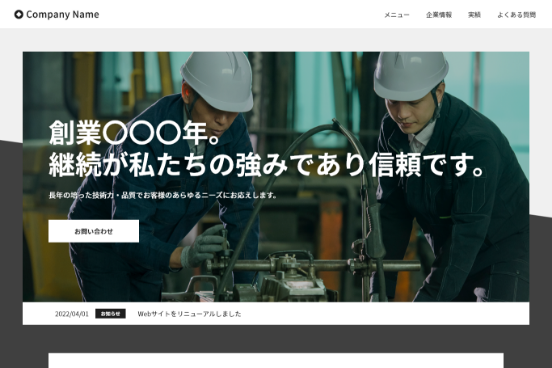 Company Name
メニュー 企業情報 実績 よくある質問
創業〇〇〇年。
継続が私たちの強みであり信頼です。
長年の培った技術力・品質でお客様のあらゆるニーズにお応えします。
お問い合わせ
2022/04/01 お知らせ Webサイトをリニューアルしました